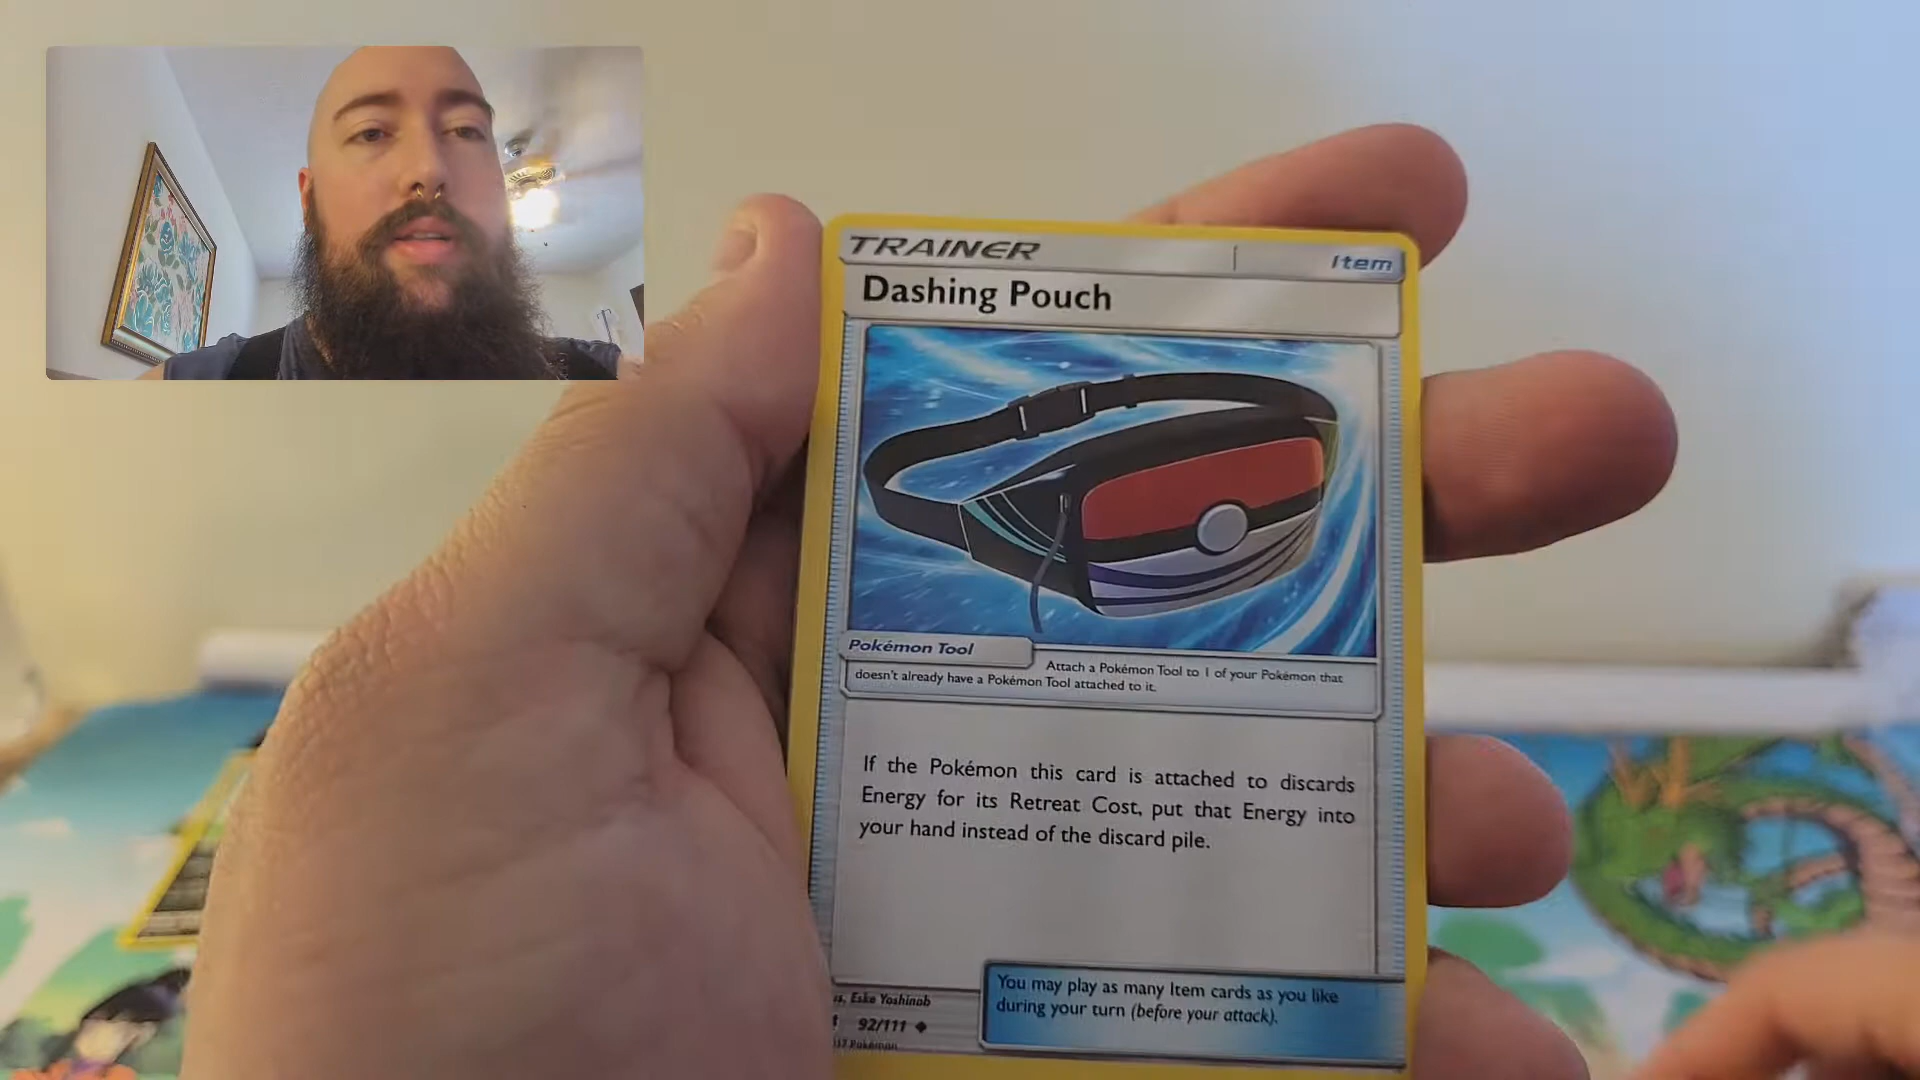 TRAINER
Item
Dashing Pouch
Pokémon Tool
Attach a Pokémon Tool to 1 of your Pokémon that
doesn't already have a Pokémon Tool attached to it.
If the Pokémon this card is attached to discards
Energy for its Retreat Cost, put that Energy into
your hand instead of the discard pile.
You may play as many Item cards as you like
during your turn (before your attack).
us. Eske Yoshinob
92/111
17 Pokémon